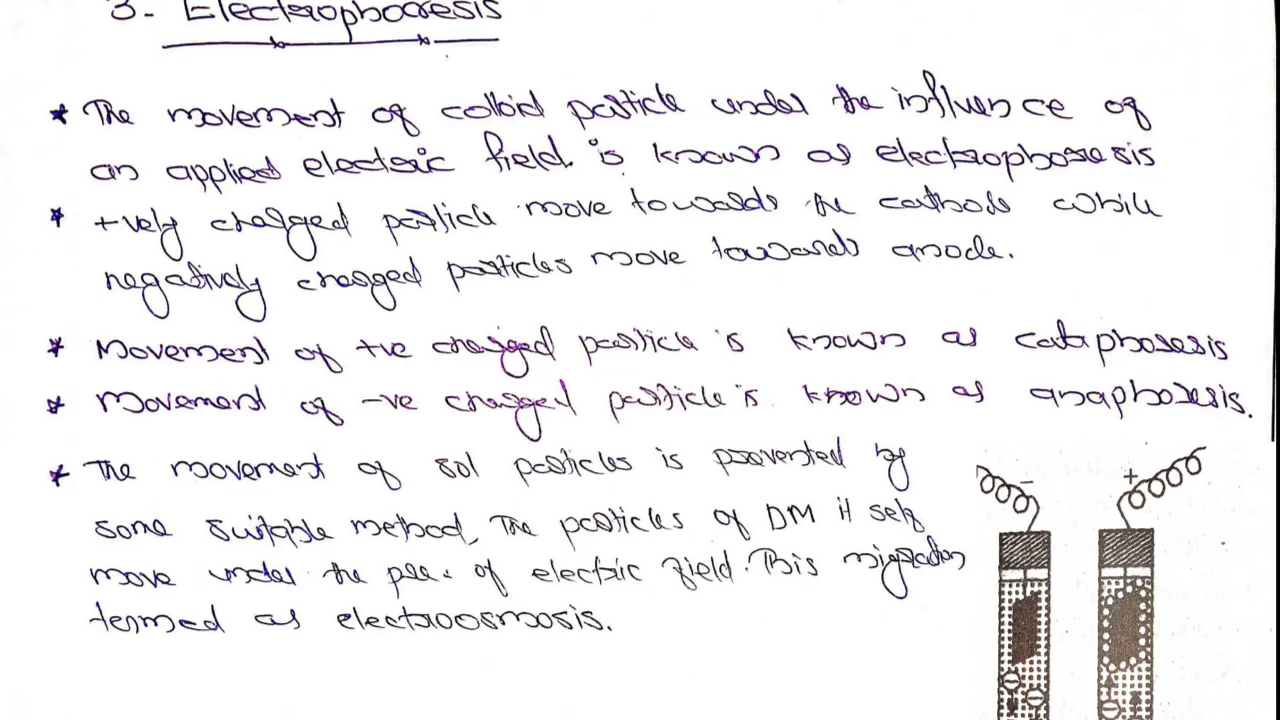 3. Electrophoresis
* The movement of colloid particle under the influence of
an applied electric field. is known as electrophoresis
* +vely charged particle move towards the cathode while
negatively charged particles move towards anode.
* Movement of +ve charged particle is known as cataphoresis
* Movement of -ve charged particle is known as anaphoresis.
* The movement of sol particles is prevented by
some suitable method, The particles of DM it self
move under the of electric field. This migration
termed as electroosmosis.
- +